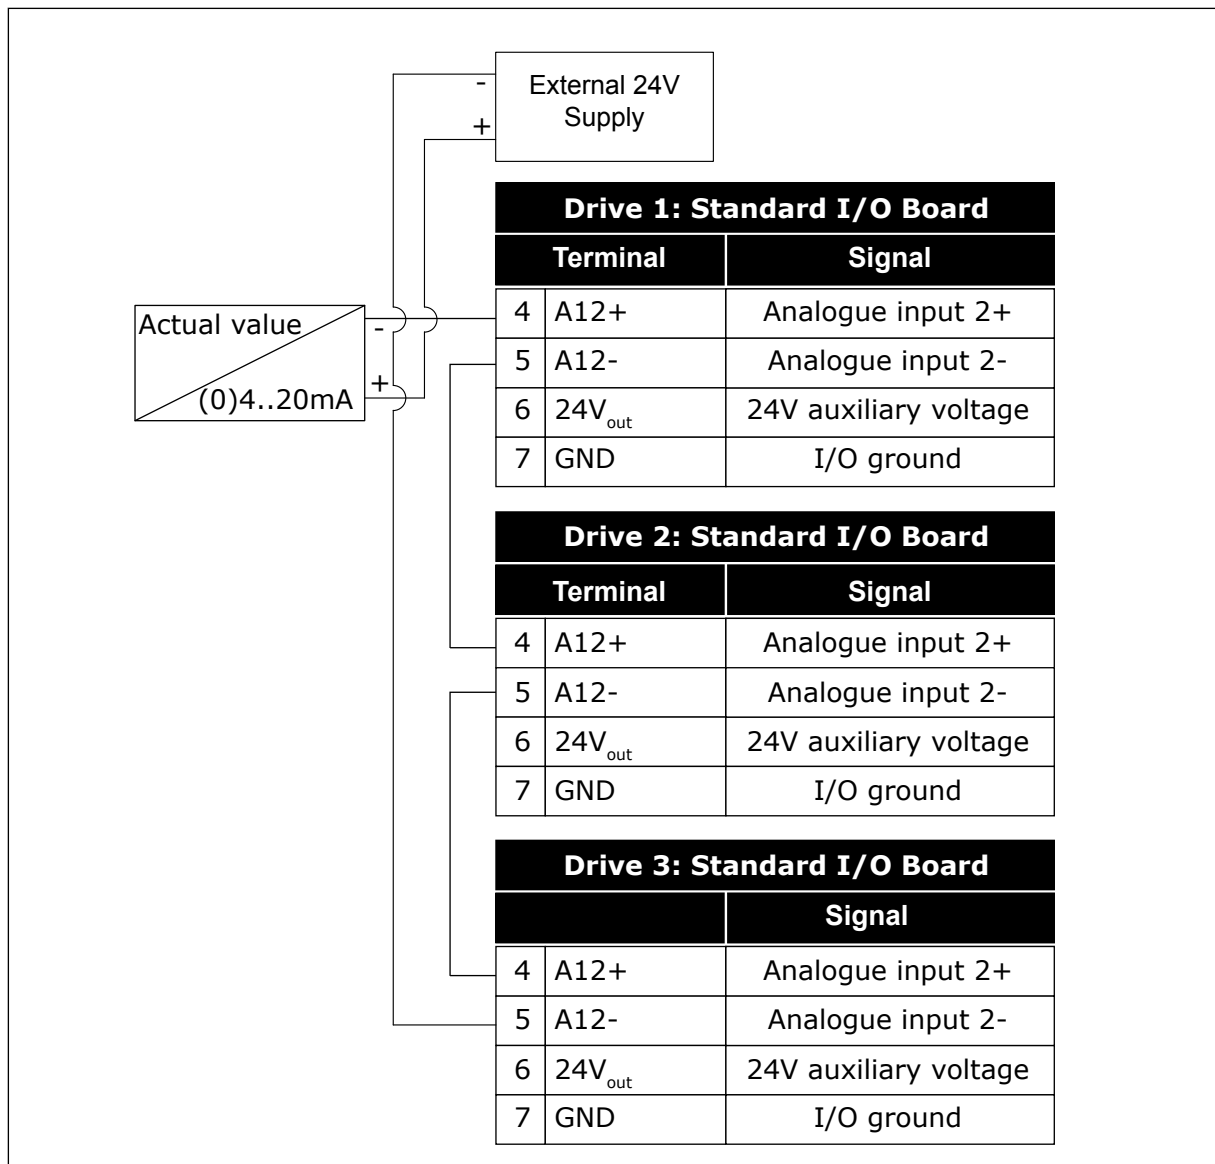 -
External 24V
Supply
+
Drive 1: Standard I/O Board
Terminal Signal
Actual value
-
+
(0)4..20mA
4 A12+ Analogue input 2+
5 A12- Analogue input 2-
6 24Vout 24V auxiliary voltage
7 GND I/O ground
Drive 2: Standard I/O Board
Terminal Signal
4 A12+ Analogue input 2+
5 A12- Analogue input 2-
6 24Vout 24V auxiliary voltage
7 GND I/O ground
Drive 3: Standard I/O Board
Signal
4 A12+ Analogue input 2+
5 A12- Analogue input 2-
6 24Vout 24V auxiliary voltage
7 GND I/O ground